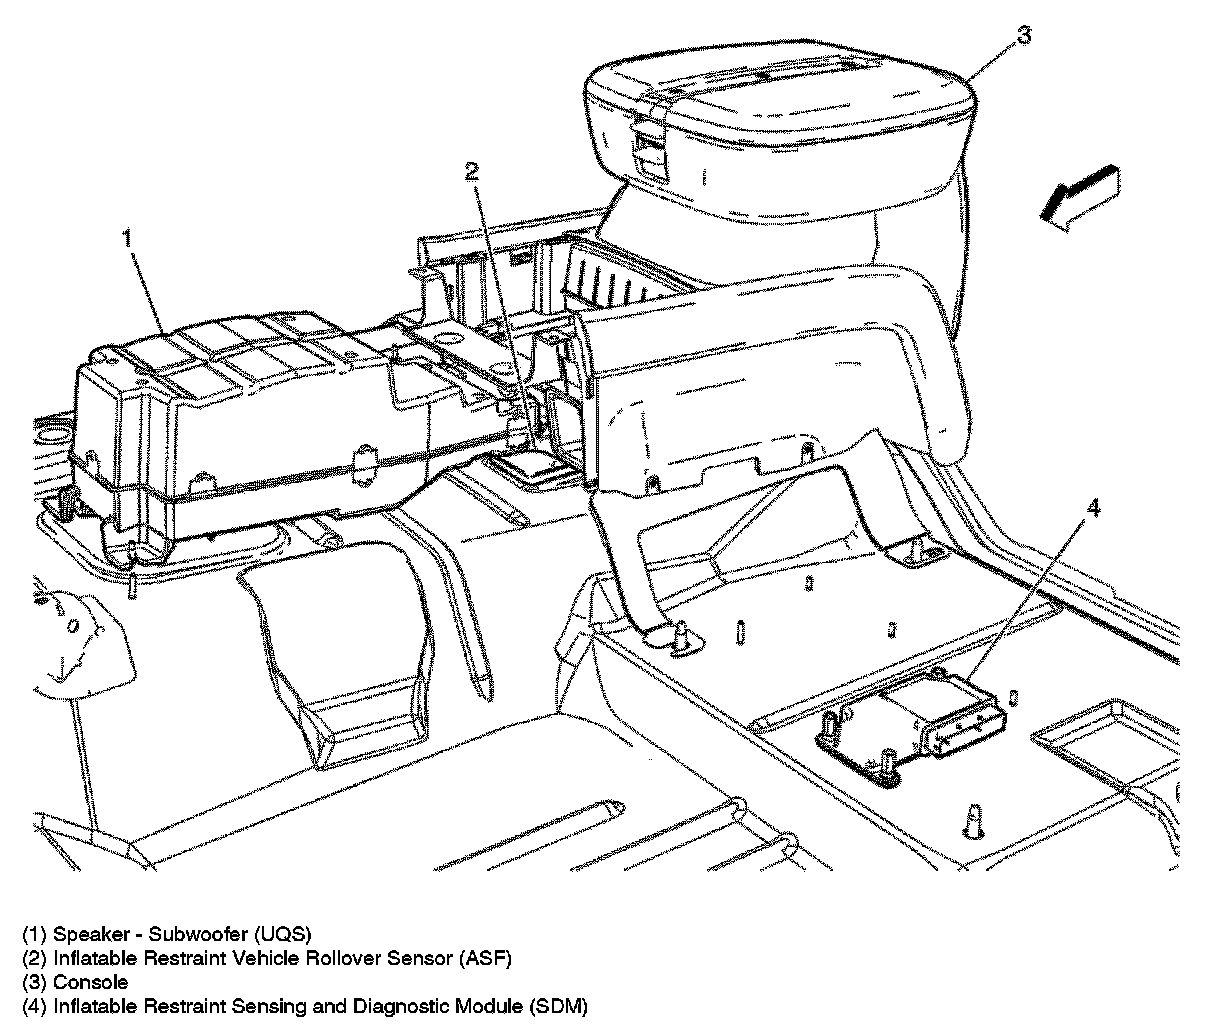 3
2
1
4
(1) Speaker - Subwoofer (UQS)
(2) Inflatable Restraint Vehicle Rollover Sensor (ASF)
(3) Console
(4) Inflatable Restraint Sensing and Diagnostic Module (SDM)